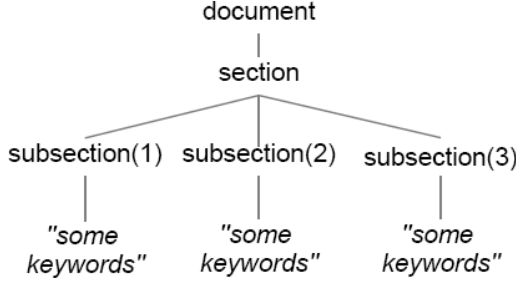 document
section
subsection(1) subsection(2) subsection(3)
"some "some "some
keywords" keywords" keywords"